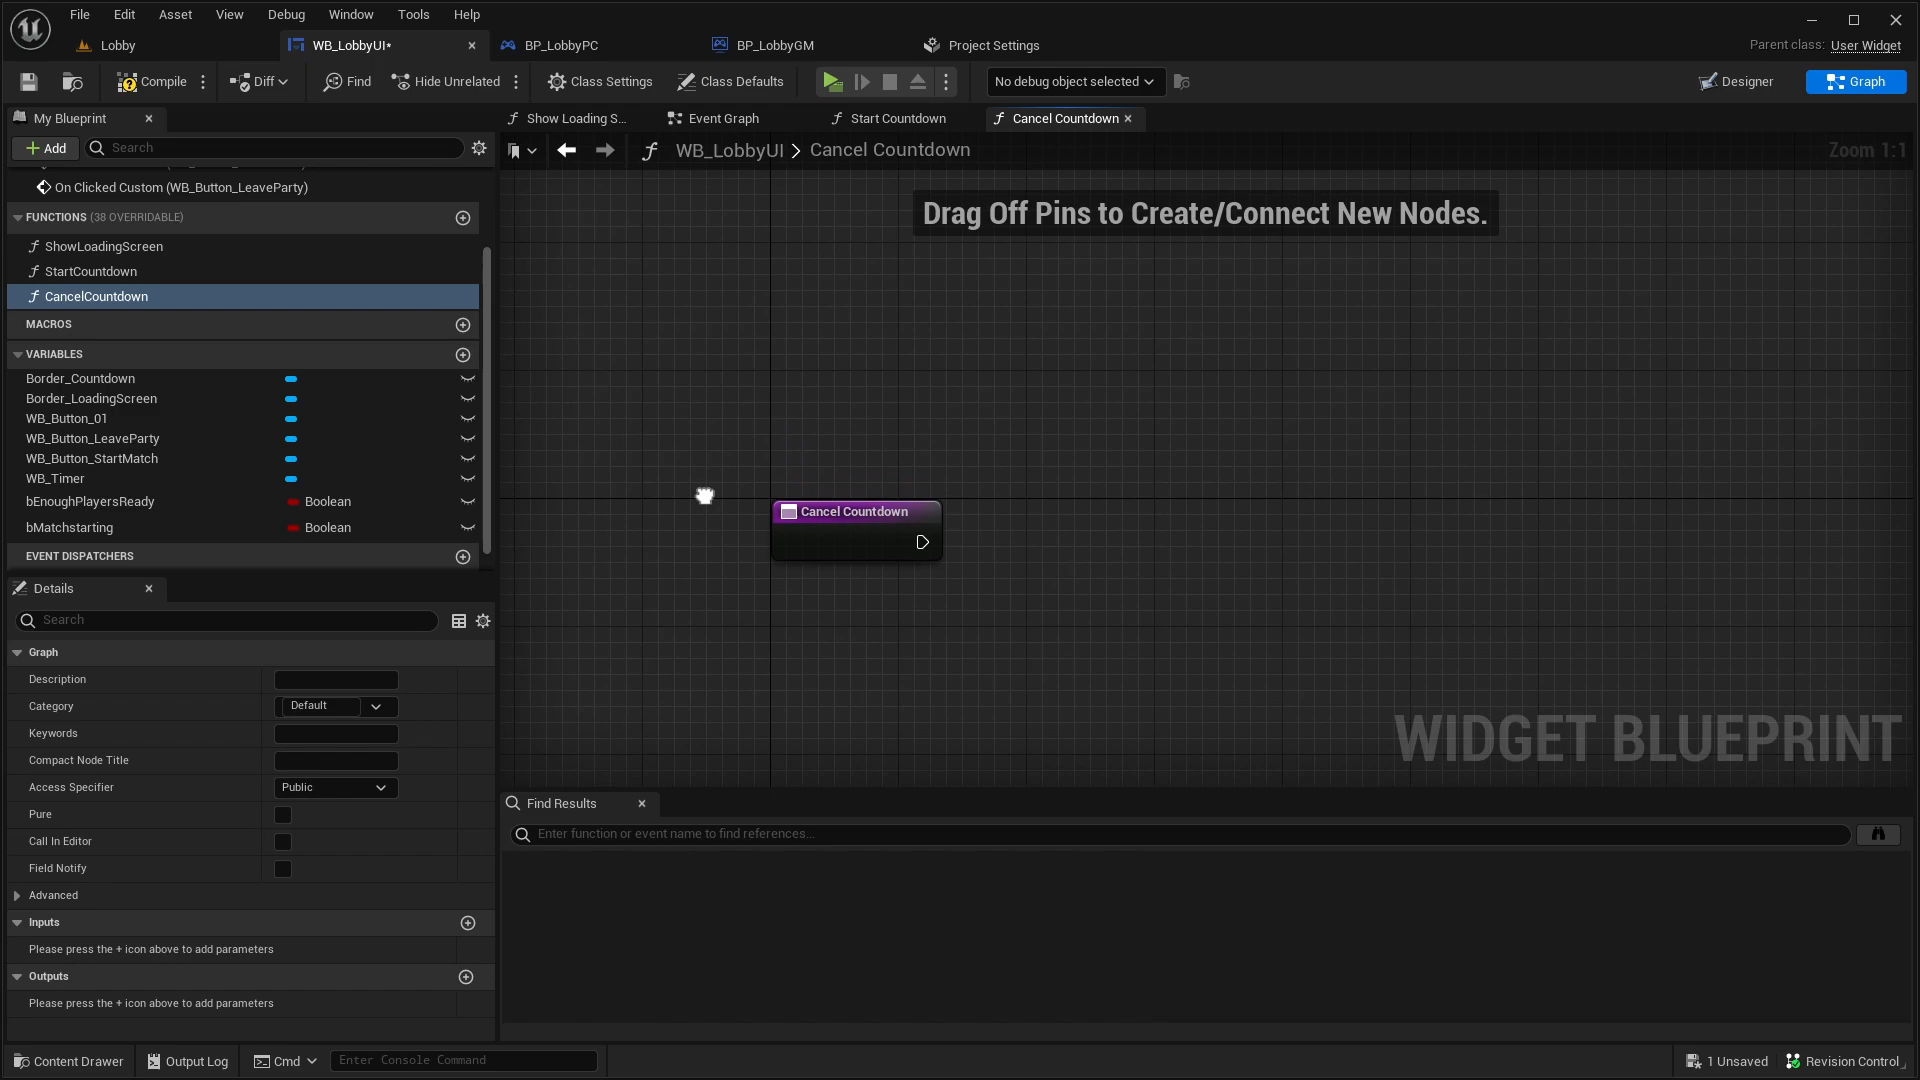 File Edit Asset View Debug Window Tools Help
Lobby
WB_LobbyUI*
BP_LobbyPC
BP_LobbyGM
Project Settings
Parent class: User Widget
Compile
Diff
Find
Hide Unrelated
Class Settings
Class Defaults
No debug object selected
Designer
Graph
My Blueprint
Show Loading S...
Event Graph
Start Countdown
Cancel Countdown
Add
Search
WB_LobbyUI > Cancel Countdown
Zoom 1:1
On Clicked Custom (WB_Button_LeaveParty)
FUNCTIONS (38 OVERRIDABLE)
Drag Off Pins to Create/Connect New Nodes.
ShowLoadingScreen
StartCountdown
CancelCountdown
MACROS
VARIABLES
Border_Countdown
Border_LoadingScreen
WB_Button_01
WB_Button_LeaveParty
WB_Button_StartMatch
WB_Timer
bEnoughPlayersReady Boolean
bMatchstarting Boolean
Cancel Countdown
EVENT DISPATCHERS
Details
Search
Graph
Description
Category Default
Keywords
Compact Node Title
Access Specifier Public
Pure
Call In Editor
Field Notify
Advanced
Inputs
Please press the + icon above to add parameters
Outputs
Please press the + icon above to add parameters
WIDGET BLUEPRINT
Find Results
Enter function or event name to find references...
Content Drawer
Output Log
Cmd
Enter Console Command
1 Unsaved
Revision Control